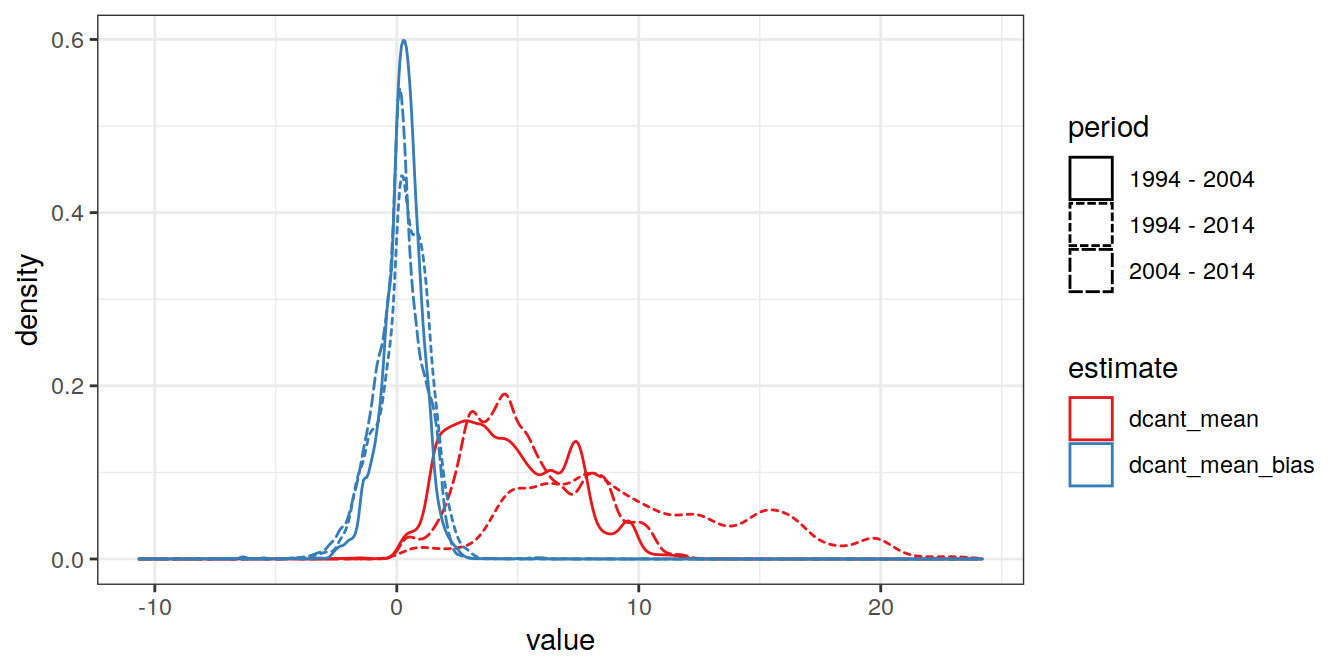 density
0.6
0.4
0.2
0.0
-10 0 10 20
value
period
1994 - 2004
1994 - 2014
2004 - 2014
estimate
dcant_mean
dcant_mean_bias